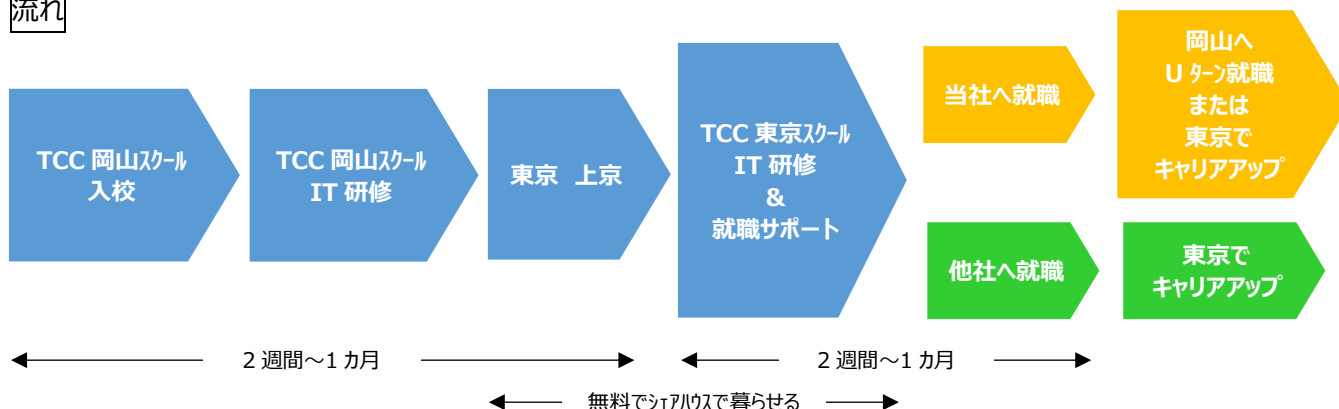 流れ
TCC 岡山ｽｸｰﾙ
入校
TCC 岡山ｽｸｰﾙ
IT 研修
東京　上京
TCC 東京ｽｸｰﾙ
IT 研修
&
就職サポート
当社へ就職
岡山へ
U ﾀｰﾝ就職
または
東京で
キャリアアップ
他社へ就職
東京で
キャリアアップ
2 週間～1 ｶ月
2 週間～1 ｶ月
無料でｼｪｱﾊｳｽで暮らせる